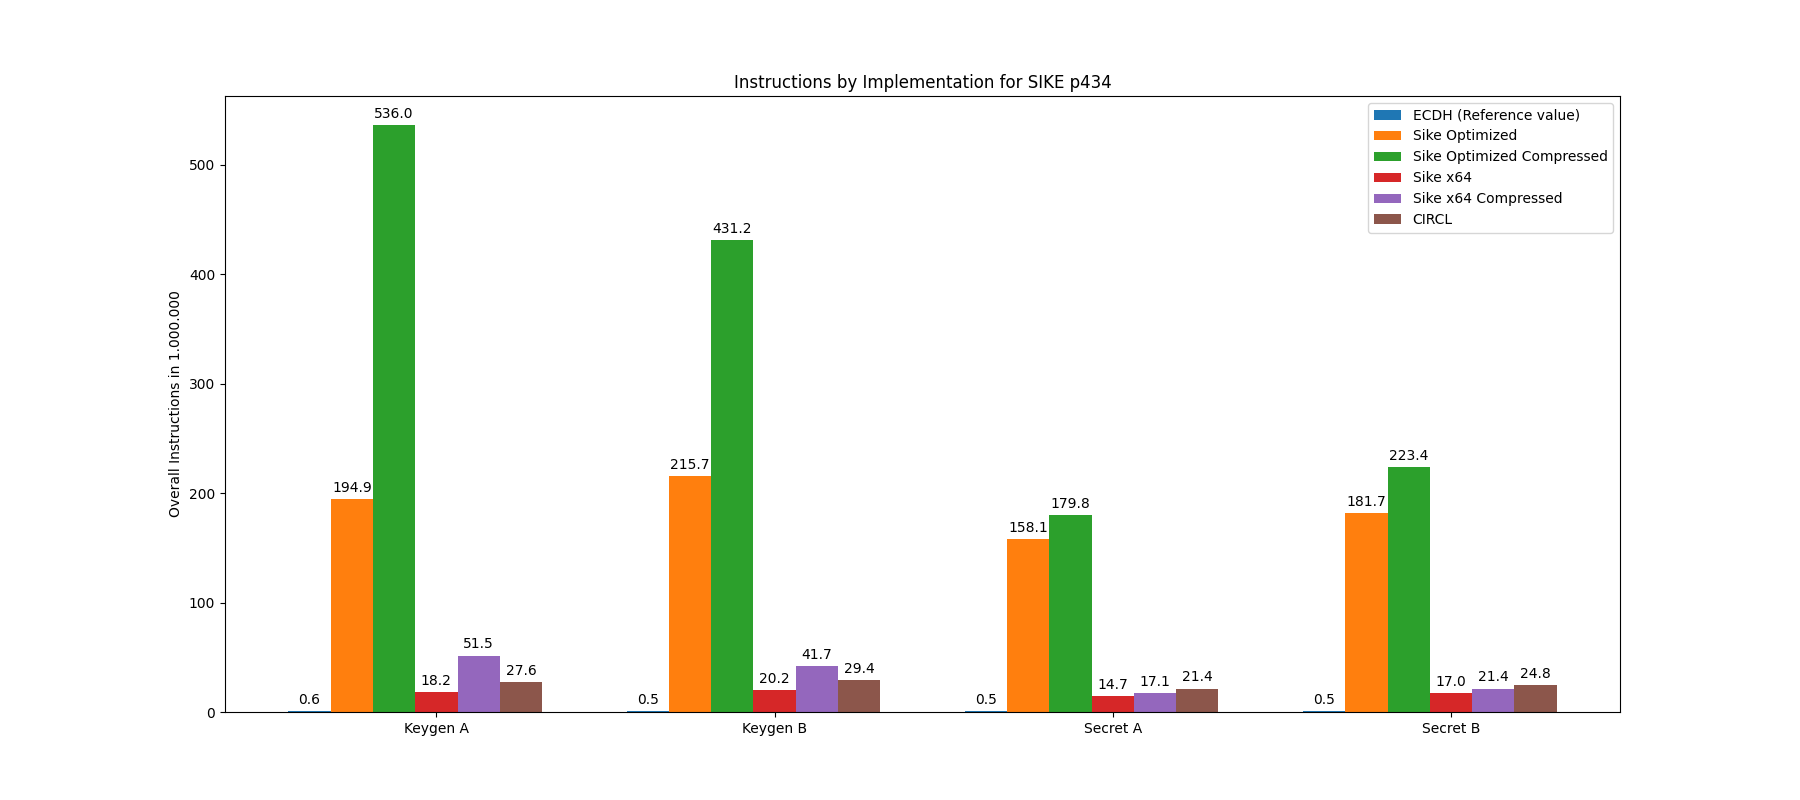 Instructions by Implementation for SIKE p434
Overall Instructions in 1.000.000
500
400
300
200
100
0
ECDH (Reference value)
Sike Optimized
Sike Optimized Compressed
Sike x64
Sike x64 Compressed
CIRCL
0.6
194.9
536.0
18.2
51.5
27.6
0.5
215.7
431.2
20.2
41.7
29.4
0.5
158.1
179.8
14.7
17.1
21.4
0.5
181.7
223.4
17.0
21.4
24.8
Keygen A
Keygen B
Secret A
Secret B